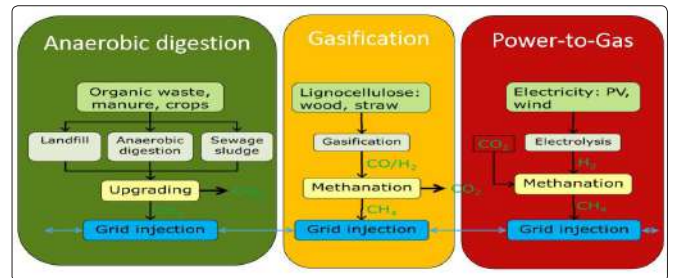 Anaerobic digestion
Organic waste,
manure, crops
Landfill
Anaerobic
digestion
Sewage
sludge
Upgrading
Grid injection
Gasification
Lignocellulose:
wood, straw
Gasification
CO/H₂
Methanation
CO₂
CH₄
Grid injection
Power-to-Gas
Electricity: PV,
wind
CO₂
Electrolysis
H₂
Methanation
CH₄
Grid injection